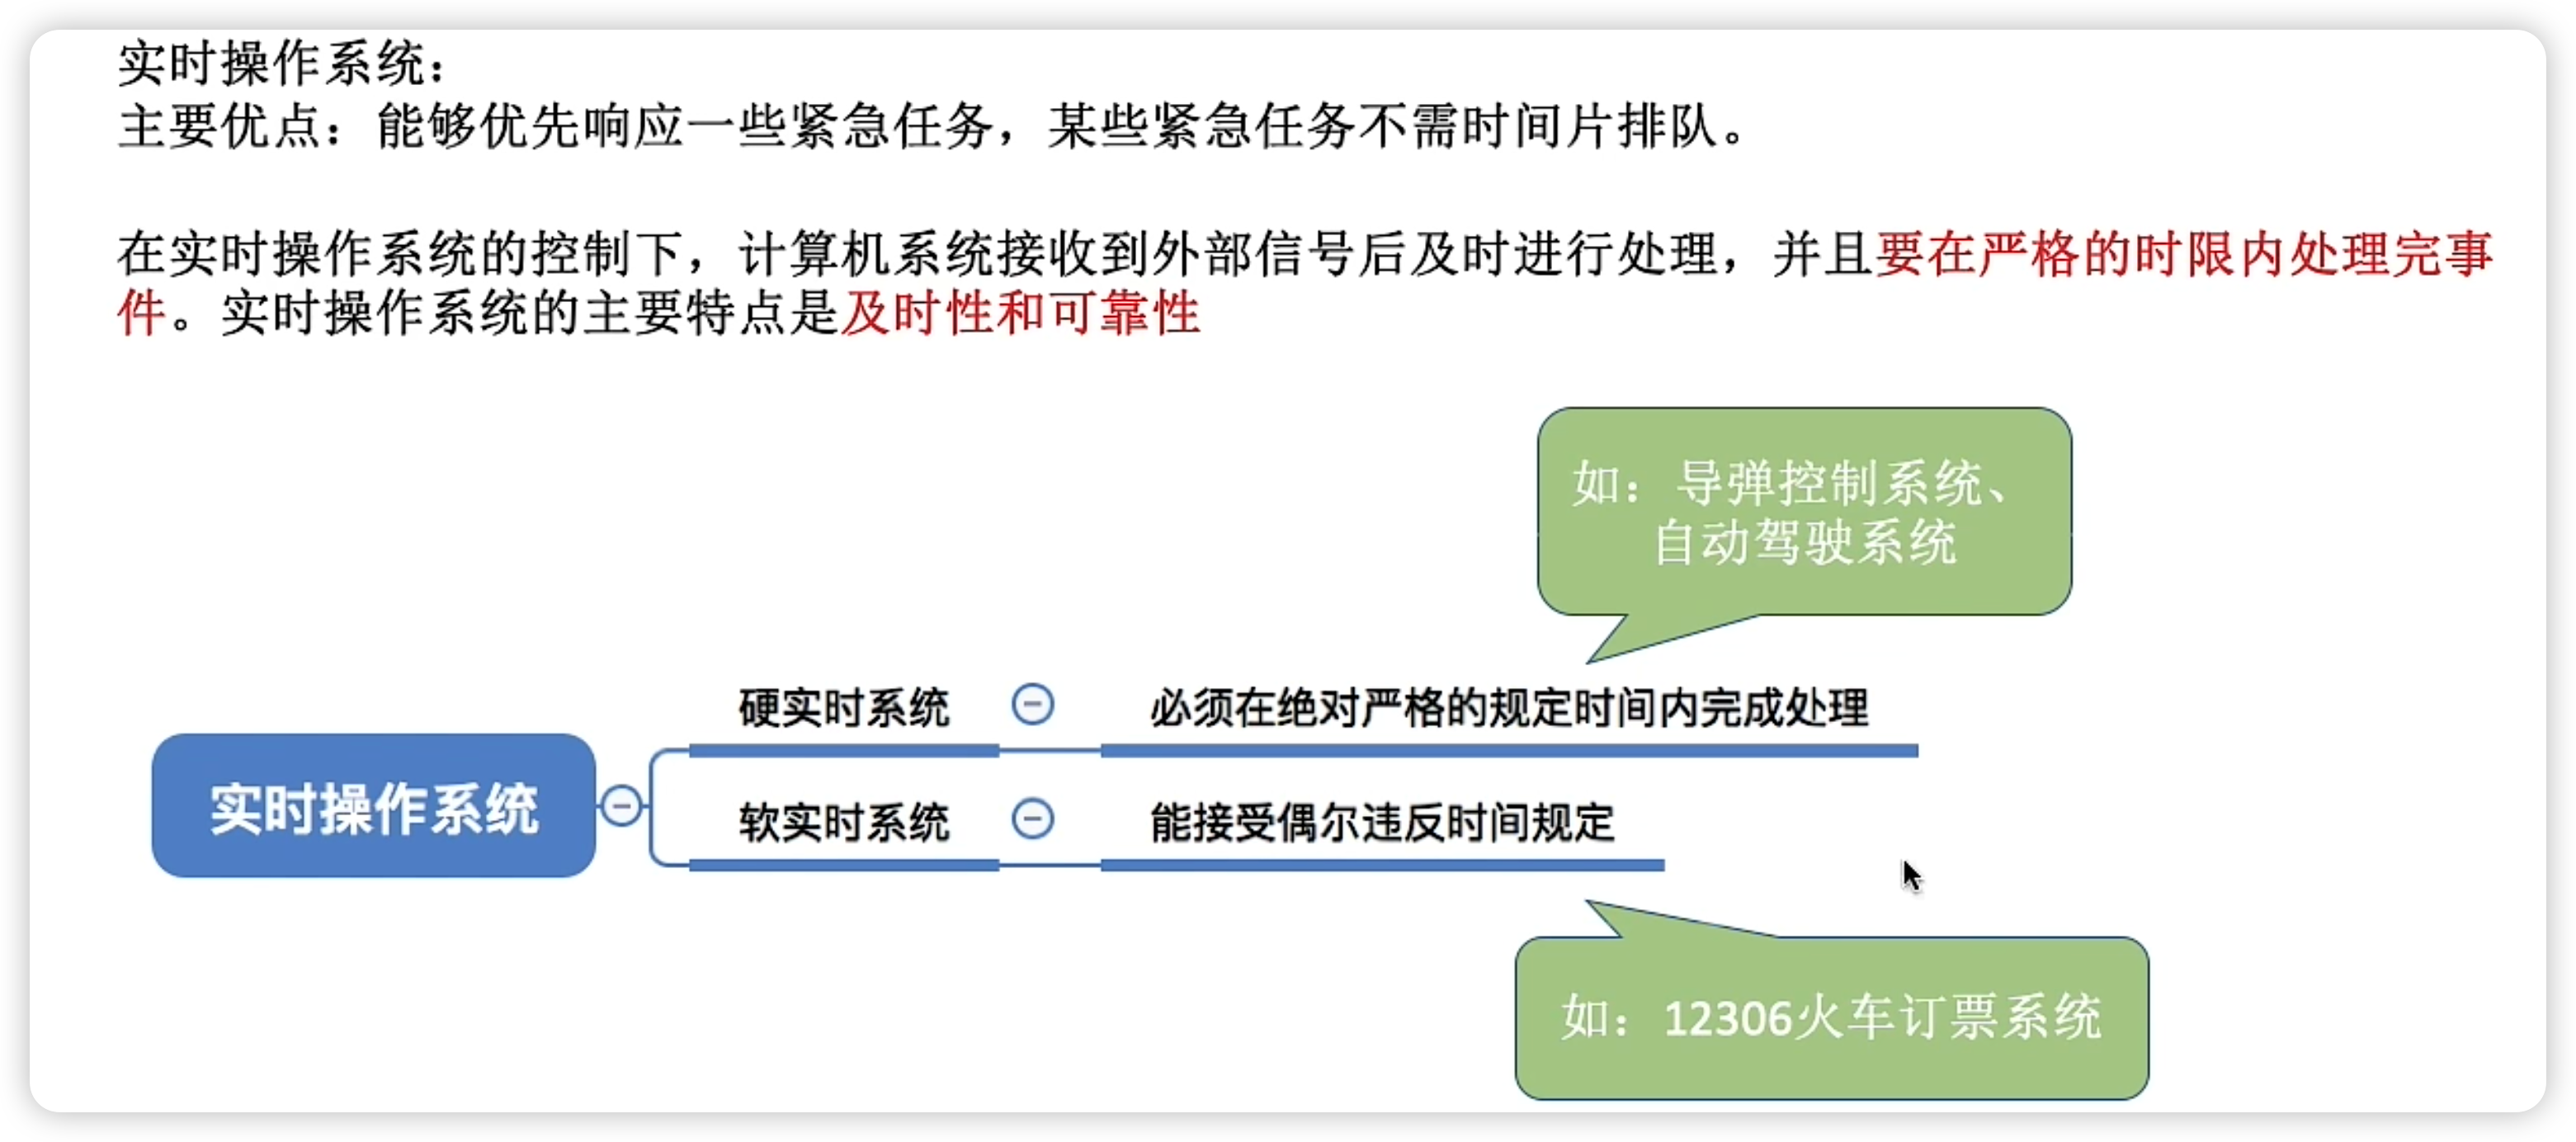 实时操作系统：
主要优点：能够优先响应一些紧急任务，某些紧急任务不需时间片排队。
在实时操作系统的控制下，计算机系统接收到外部信号后及时进行处理，并且要在严格的时限内处理完事
件。实时操作系统的主要特点是及时性和可靠性
如：导弹控制系统、
自动驾驶系统
硬实时系统
必须在绝对严格的规定时间内完成处理
实时操作系统
软实时系统
能接受偶尔违反时间规定
如：12306火车订票系统